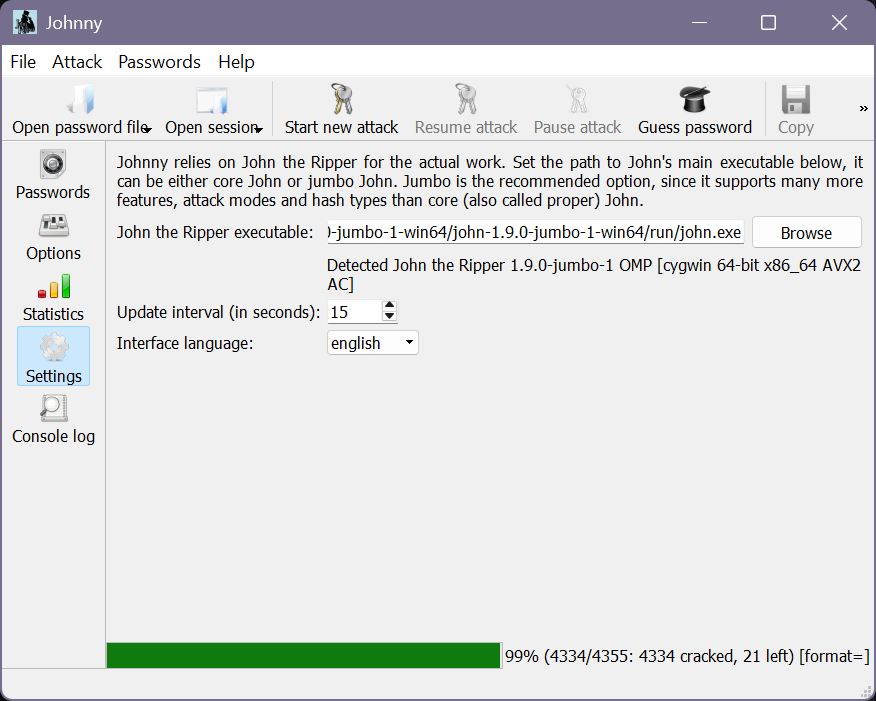 Johnny
File Attack Passwords Help
Open password file Open session Start new attack Resume attack Pause attack Guess password Copy »
Passwords
Options
Statistics
Settings
Console log
Johnny relies on John the Ripper for the actual work. Set the path to John's main executable below, it
can be either core John or jumbo John. Jumbo is the recommended option, since it supports many more
features, attack modes and hash types than core (also called proper) John.
John the Ripper executable: -jumbo-1-win64/john-1.9.0-jumbo-1-win64/run/john.exe Browse
Detected John the Ripper 1.9.0-jumbo-1 OMP [cygwin 64-bit x86_64 AVX2
AC]
Update interval (in seconds): 15
Interface language: english
99% (4334/4355: 4334 cracked, 21 left) [format=]